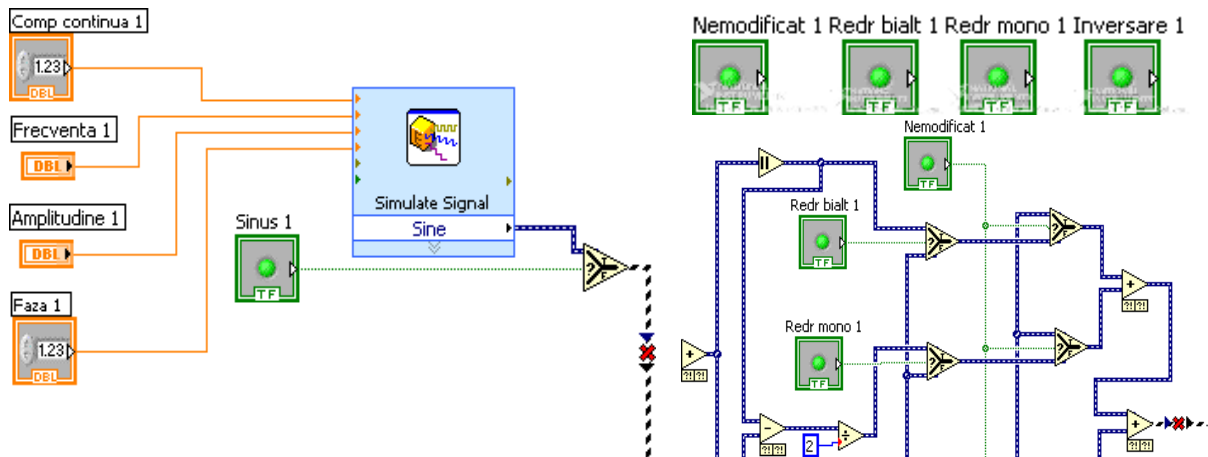 Comp continua 1
1.23
DBL
Frecventa 1
DBL
Amplitudine 1
DBL
Faza 1
1.23
DBL
Sinus 1
TF
Simulate Signal
Sine
?
T
F
Nemodificat 1 Redr bialt 1 Redr mono 1 Inversare 1
TF TF TF TF
Nemodificat 1
TF
Redr bialt 1
TF
? T F
? T F
+
?! ?!
Redr mono 1
TF
+
?! ?!
? T F
? T F
-
?! ?!
2
÷
+
?! ?!